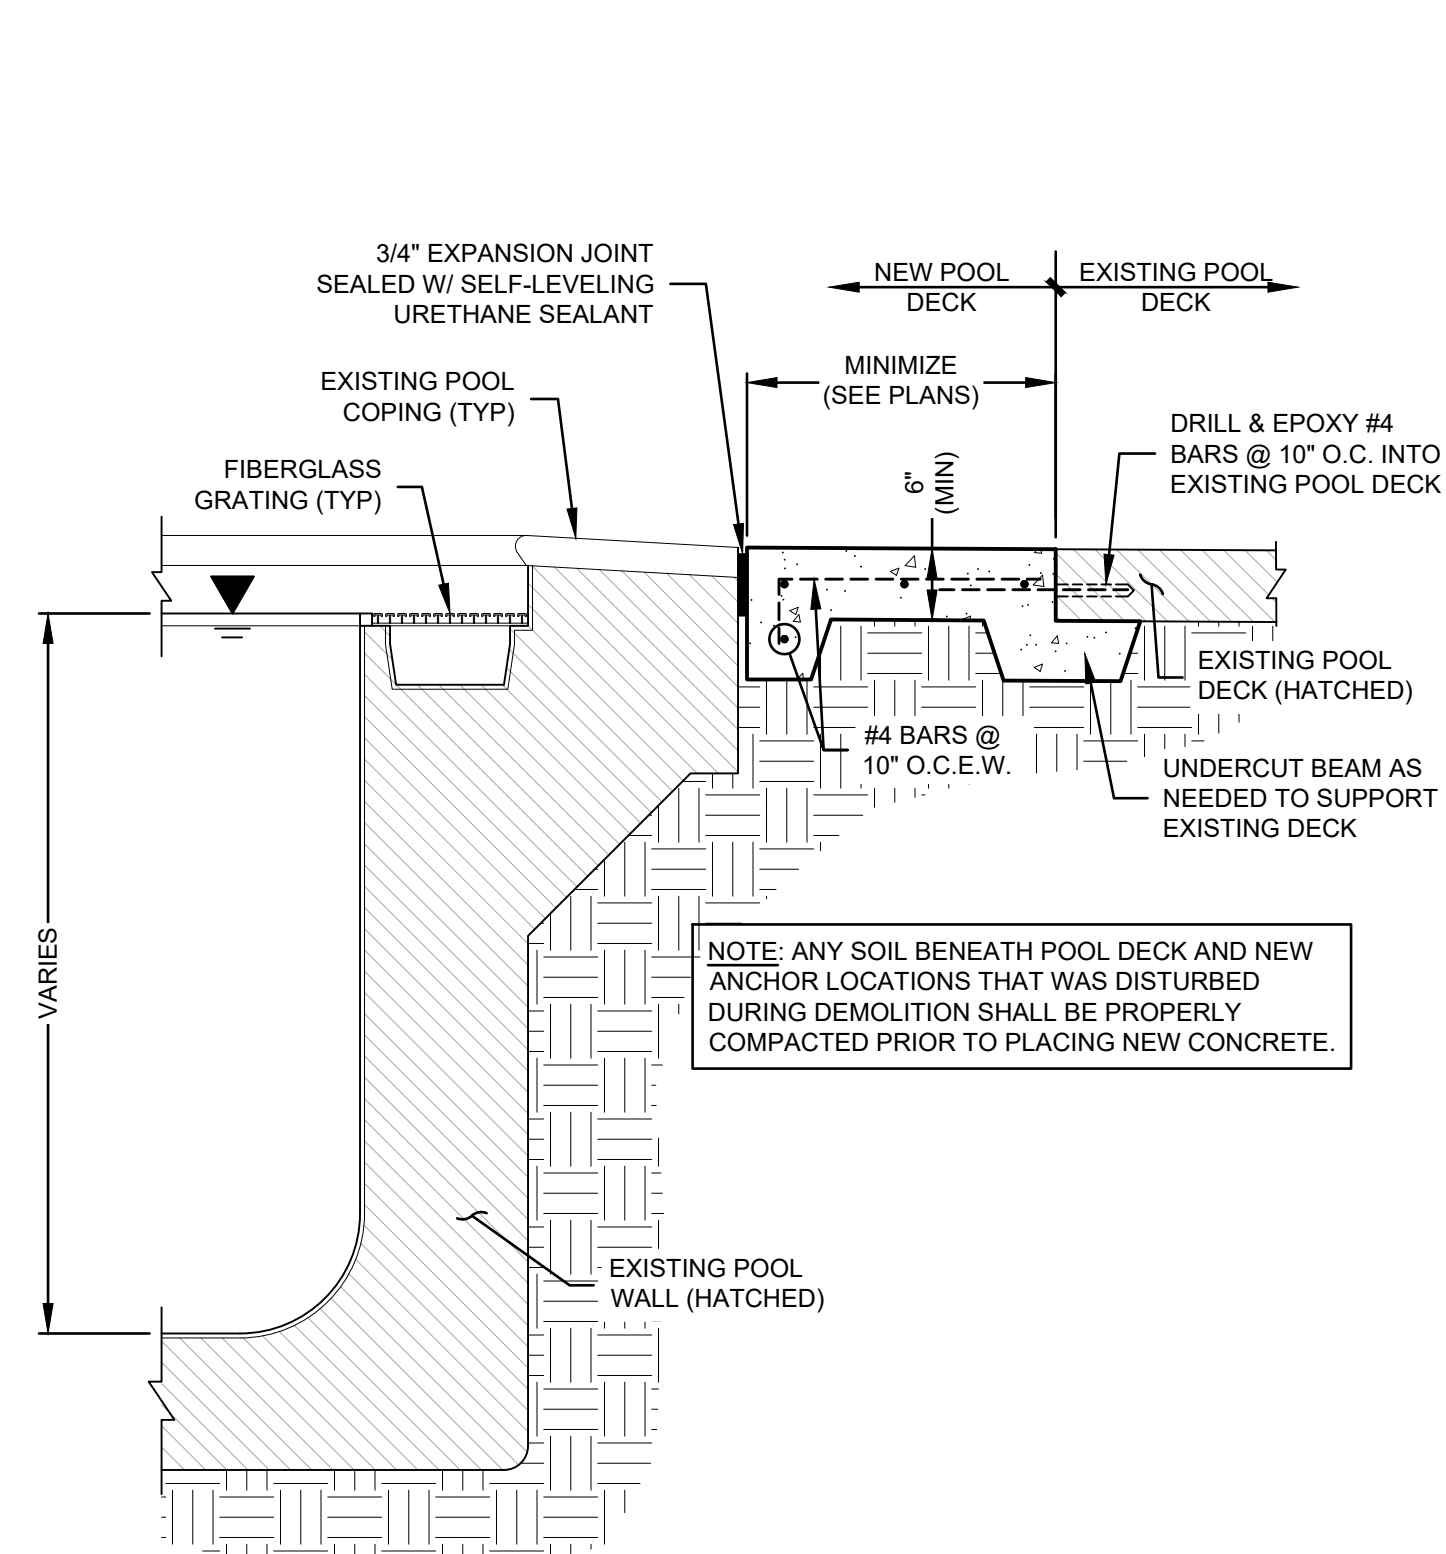 3/4" EXPANSION JOINT
SEALED W/ SELF-LEVELING
URETHANE SEALANT
NEW POOL
DECK
EXISTING POOL
DECK
MINIMIZE
(SEE PLANS)
EXISTING POOL
COPING (TYP)
DRILL & EPOXY #4
BARS @ 10" O.C. INTO
EXISTING POOL DECK
FIBERGLASS
GRATING (TYP)
6"
(MIN)
EXISTING POOL
DECK (HATCHED)
#4 BARS @
10" O.C.E.W.
UNDERCUT BEAM AS
NEEDED TO SUPPORT
EXISTING DECK
VARIES
NOTE: ANY SOIL BENEATH POOL DECK AND NEW
ANCHOR LOCATIONS THAT WAS DISTURBED
DURING DEMOLITION SHALL BE PROPERLY
COMPACTED PRIOR TO PLACING NEW CONCRETE.
EXISTING POOL
WALL (HATCHED)